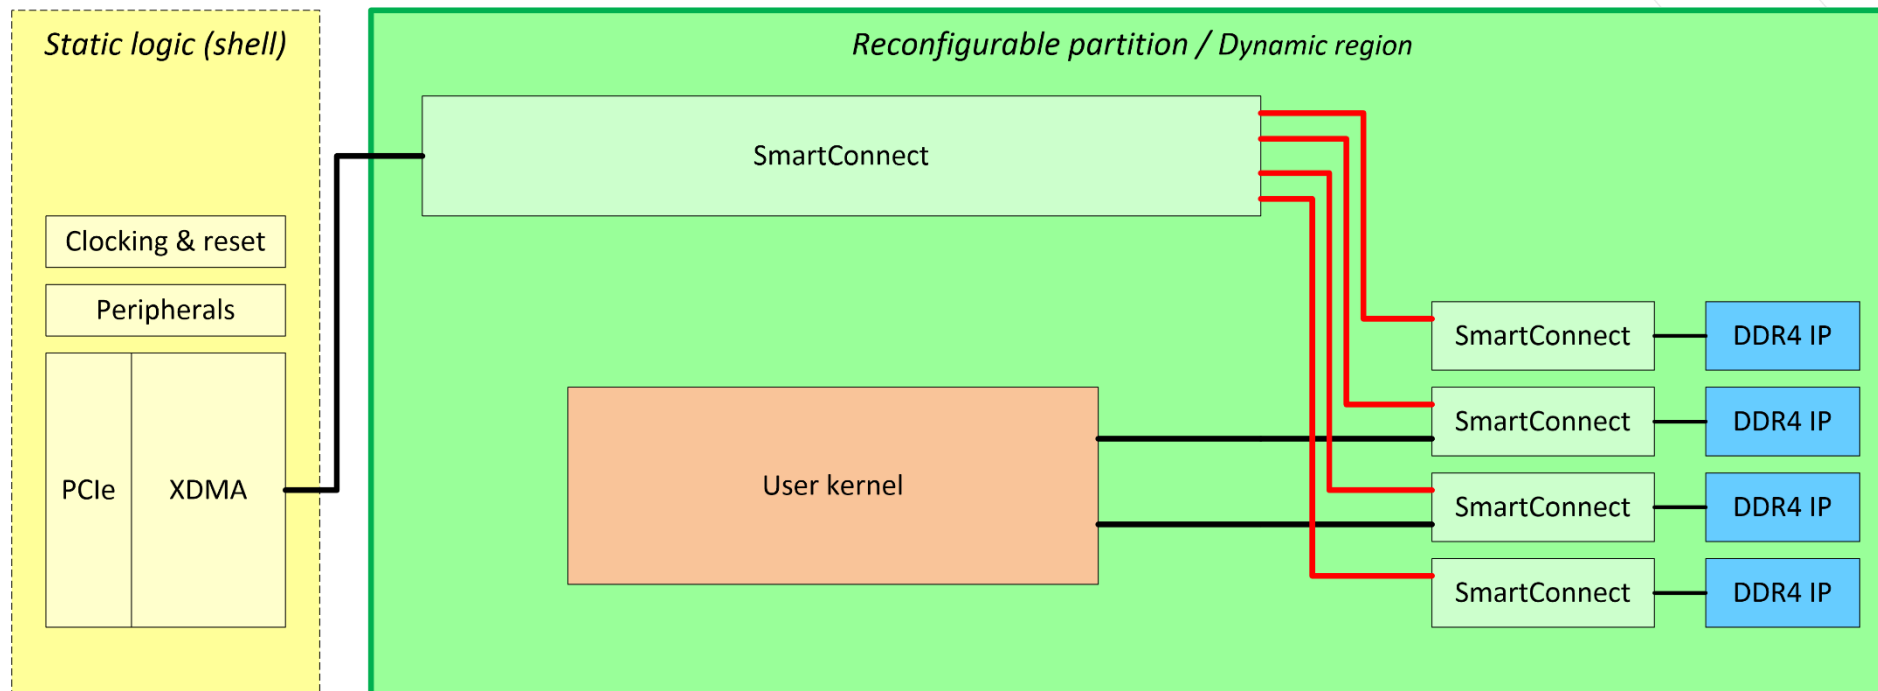 Static logic (shell)
Reconfigurable partition / Dynamic region
SmartConnect
Clocking & reset
Peripherals
PCIe
XDMA
User kernel
SmartConnect
DDR4 IP
SmartConnect
DDR4 IP
SmartConnect
DDR4 IP
SmartConnect
DDR4 IP